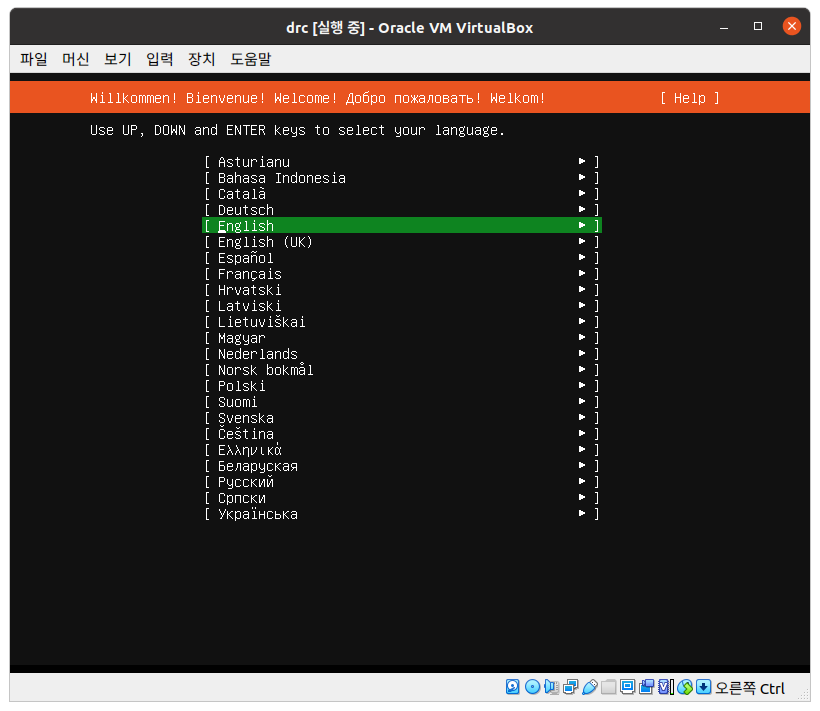 drc [실행 중] - Oracle VM VirtualBox
파일 머신 보기 입력 장치 도움말
Willkommen! Bienvenue! Welcome! Добро пожаловать! Welkom! [ Help ]
Use UP, DOWN and ENTER keys to select your language.
[ Asturianu ► ]
[ Bahasa Indonesia ► ]
[ Català ► ]
[ Deutsch ► ]
[ English ► ]
[ English (UK) ► ]
[ Español ► ]
[ Français ► ]
[ Hrvatski ► ]
[ Latviski ► ]
[ Lietuviškai ► ]
[ Magyar ► ]
[ Nederlands ► ]
[ Norsk bokmål ► ]
[ Polski ► ]
[ Suomi ► ]
[ Svenska ► ]
[ Čeština ► ]
[ Ελληνικά ► ]
[ Беларуская ► ]
[ Русский ► ]
[ Српски ► ]
[ Українська ► ]
오른쪽 Ctrl